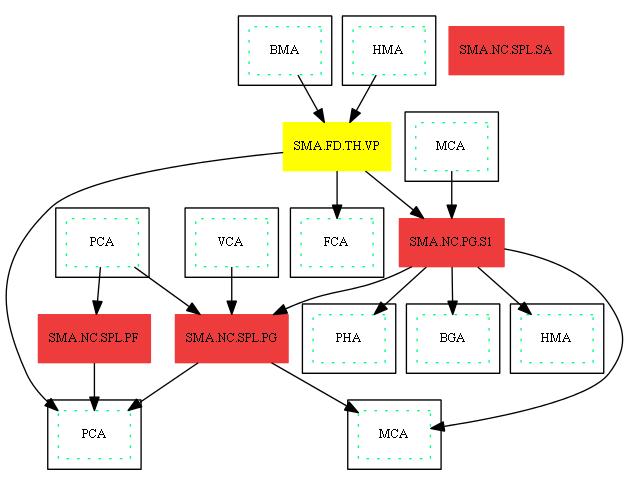 BMA
HMA
SMA.NC.SPL.SA
SMA.FD.TH.VP
MCA
PCA
VCA
FCA
SMA.NC.PG.S1
SMA.NC.SPL.PF
SMA.NC.SPL.PG
PHA
BGA
HMA
PCA
MCA